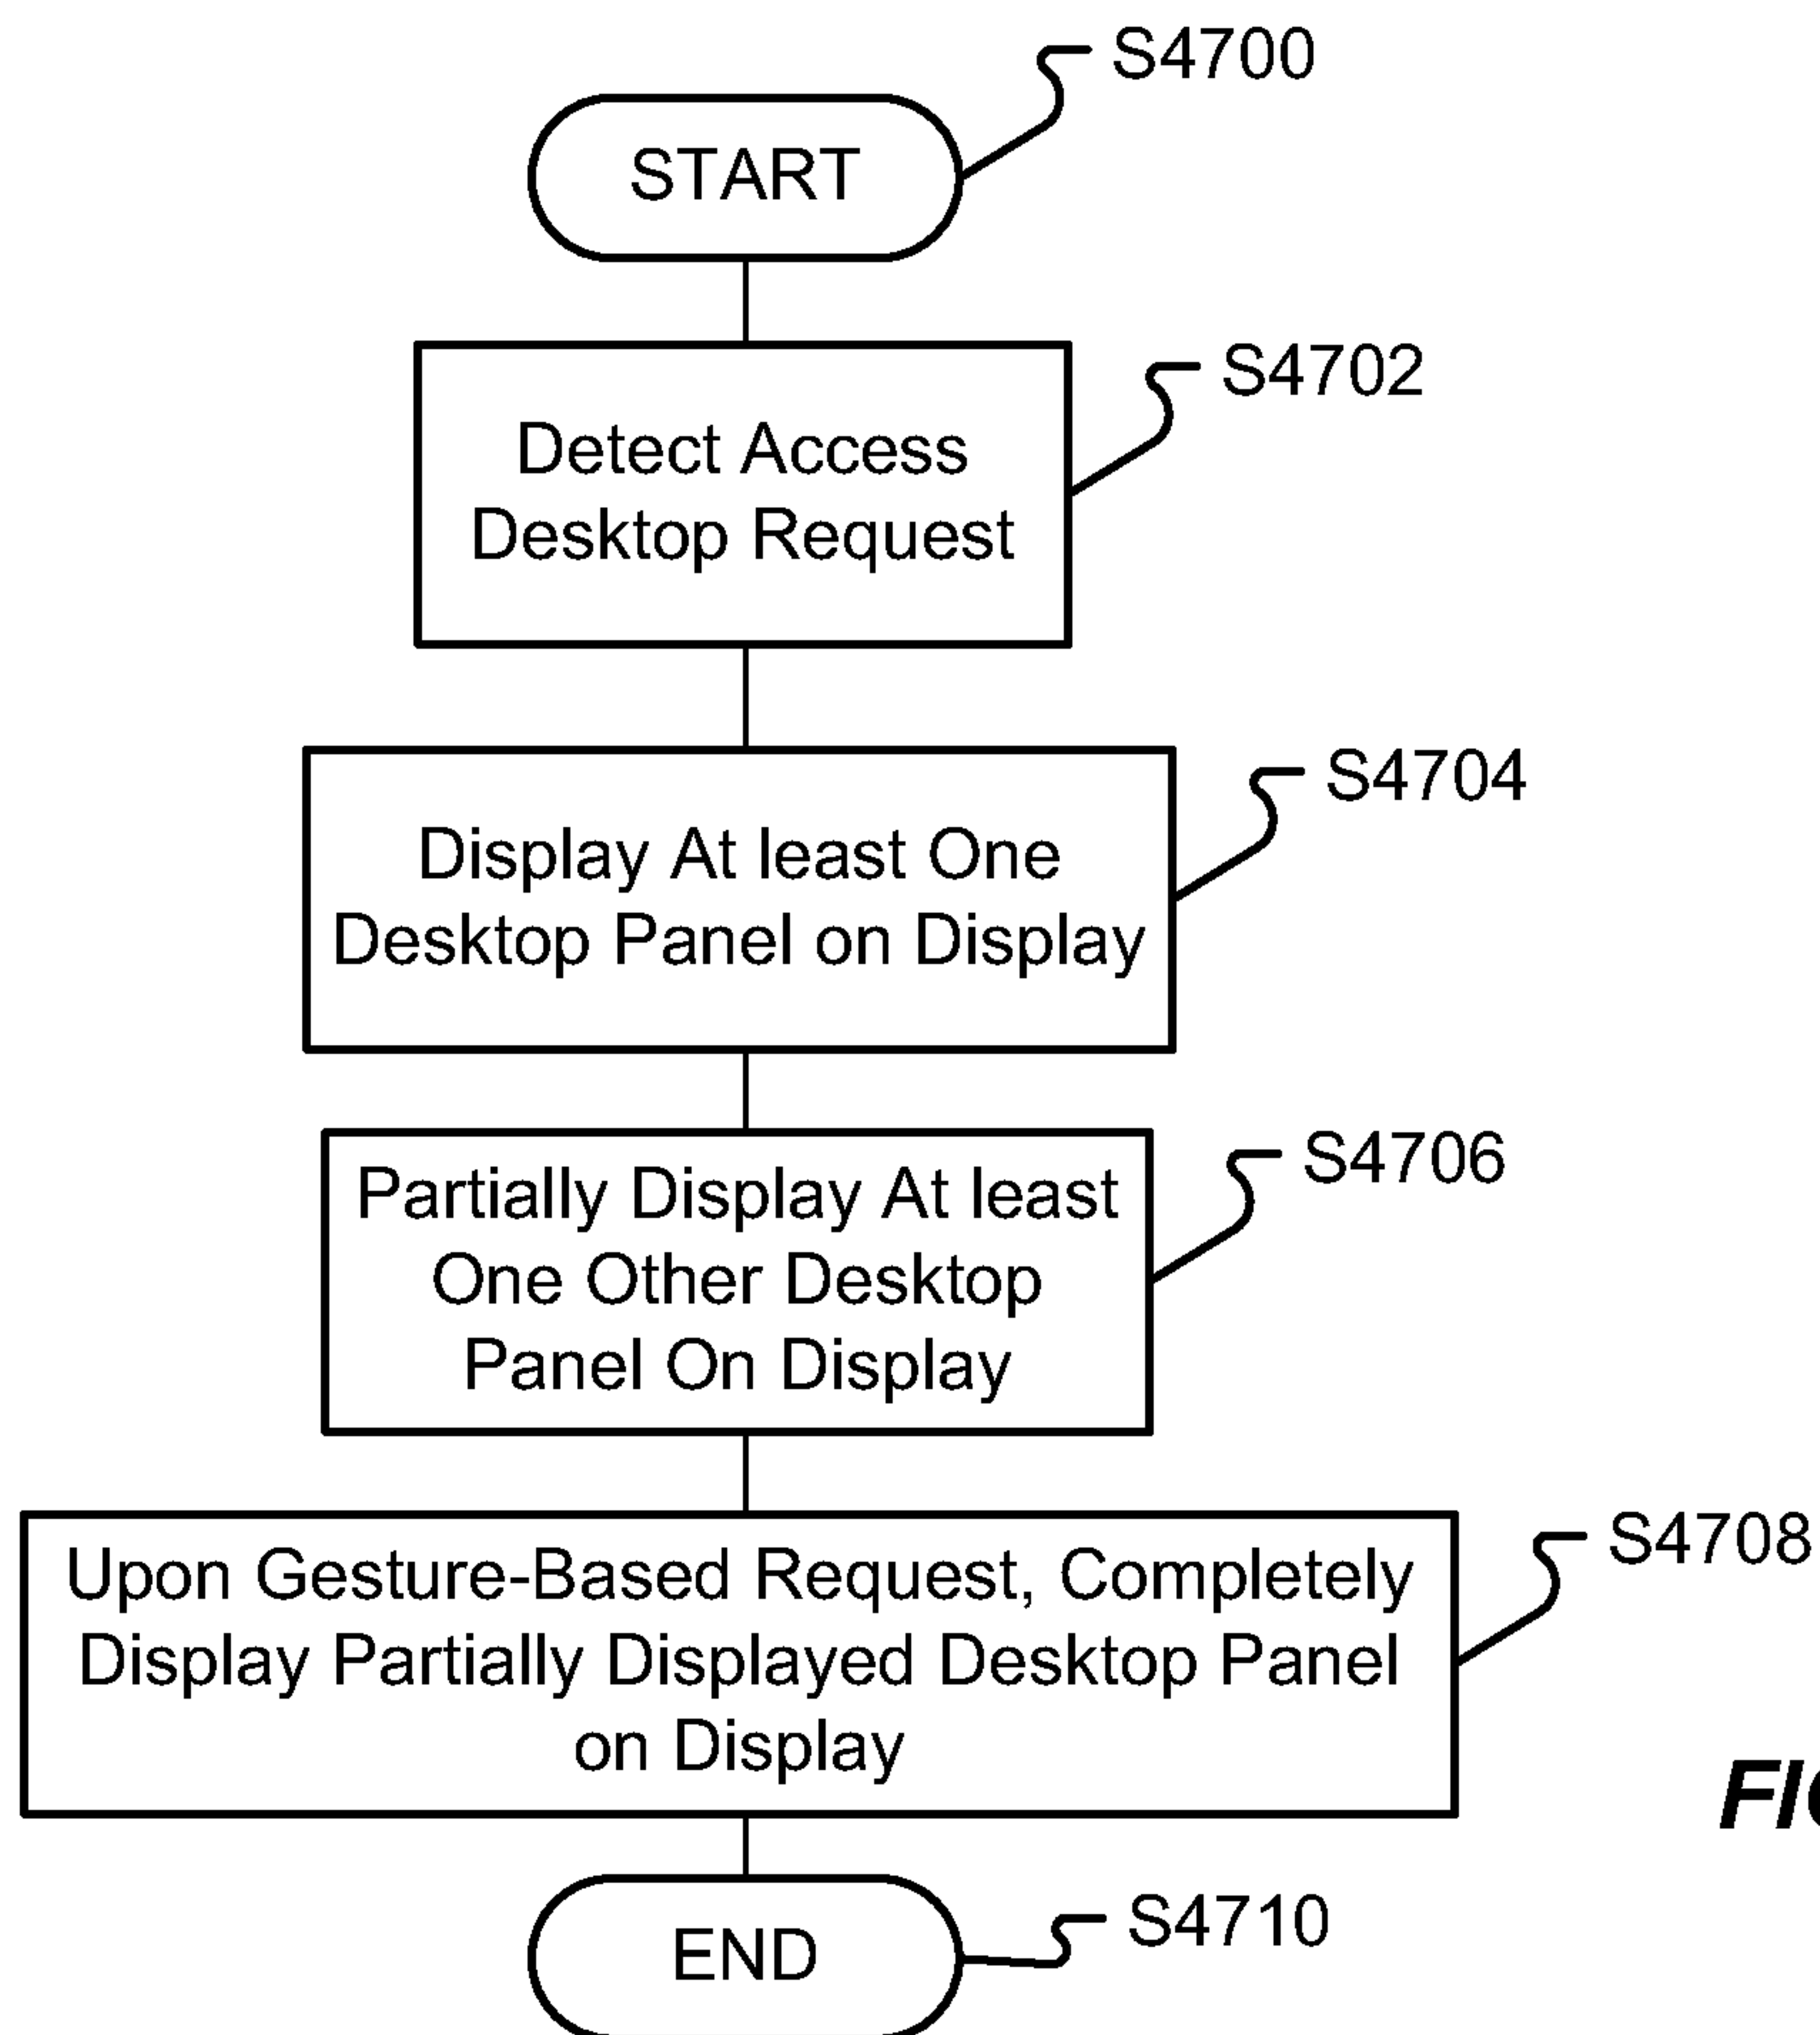 S4700
START
S4702
Detect Access
Desktop Request
S4704
Display At least One
Desktop Panel on Display
S4706
Partially Display At least
One Other Desktop
Panel On Display
S4708
Upon Gesture-Based Request, Completely
Display Partially Displayed Desktop Panel
on Display
S4710
END